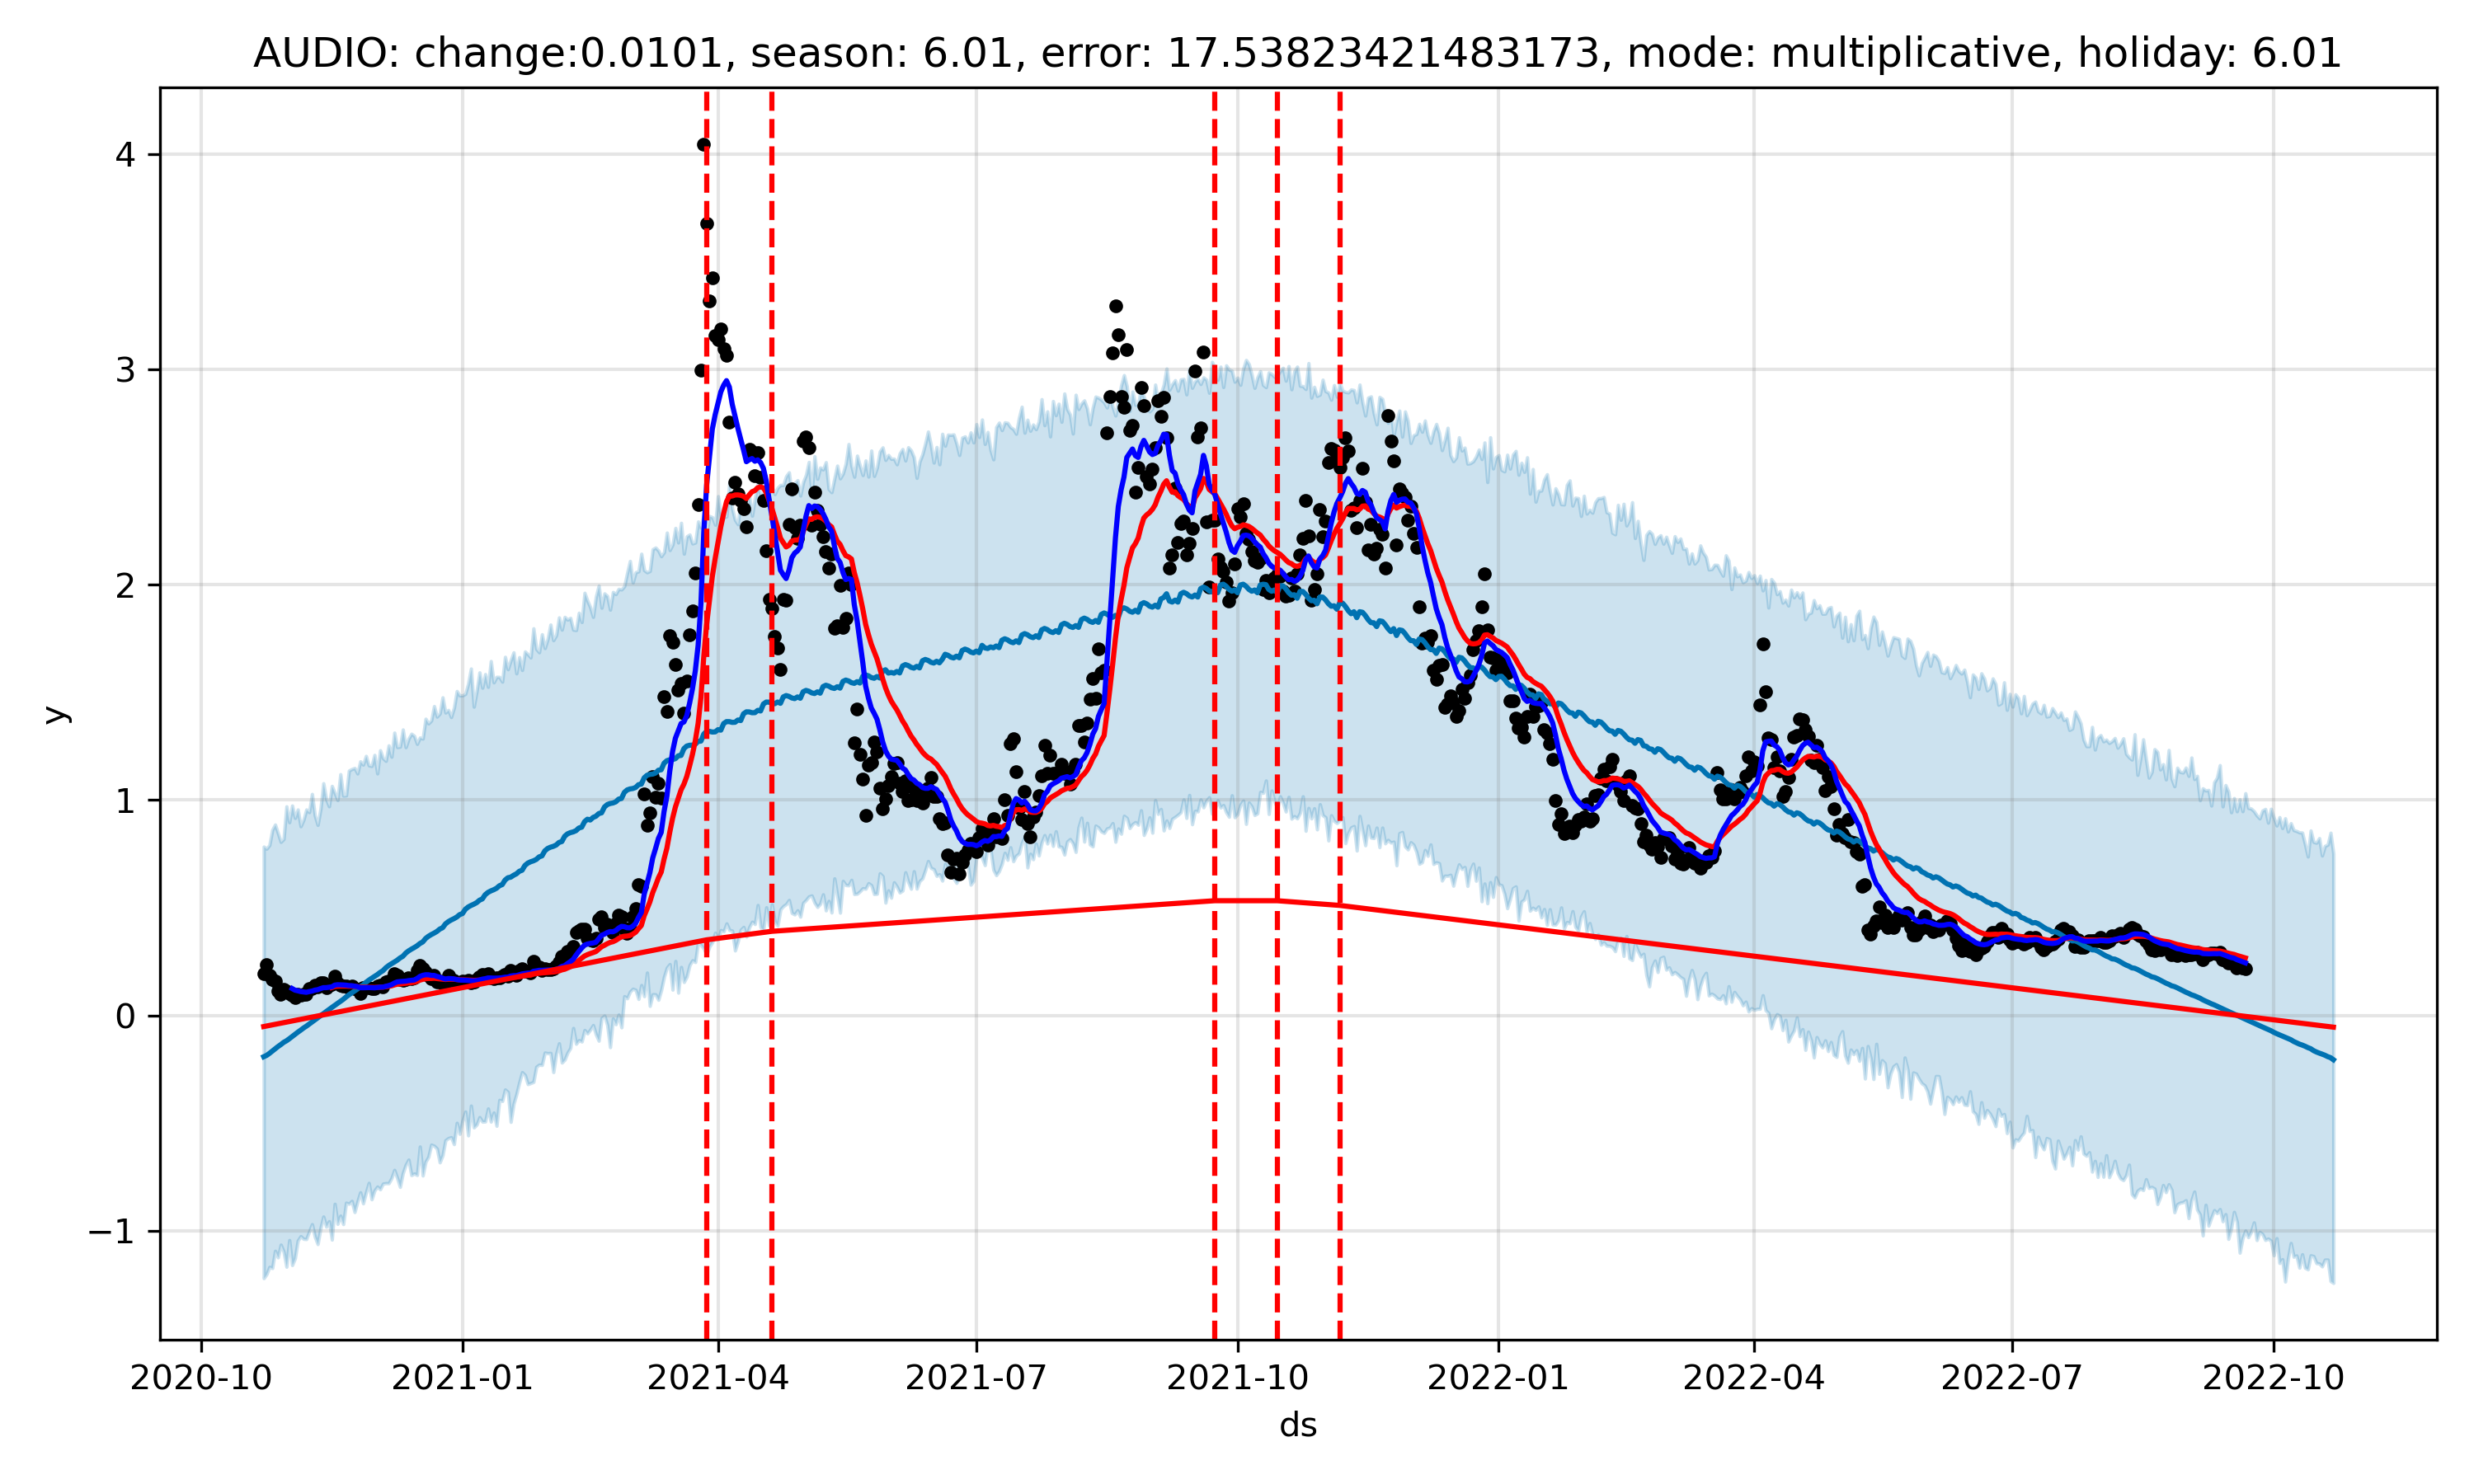 AUDIO: change:0.0101, season: 6.01, error: 17.53823421483173, mode: multiplicative, holiday: 6.01
4
3
2
1
0
−1
y
2020-10 2021-01 2021-04 2021-07 2021-10 2022-01 2022-04 2022-07 2022-10
ds